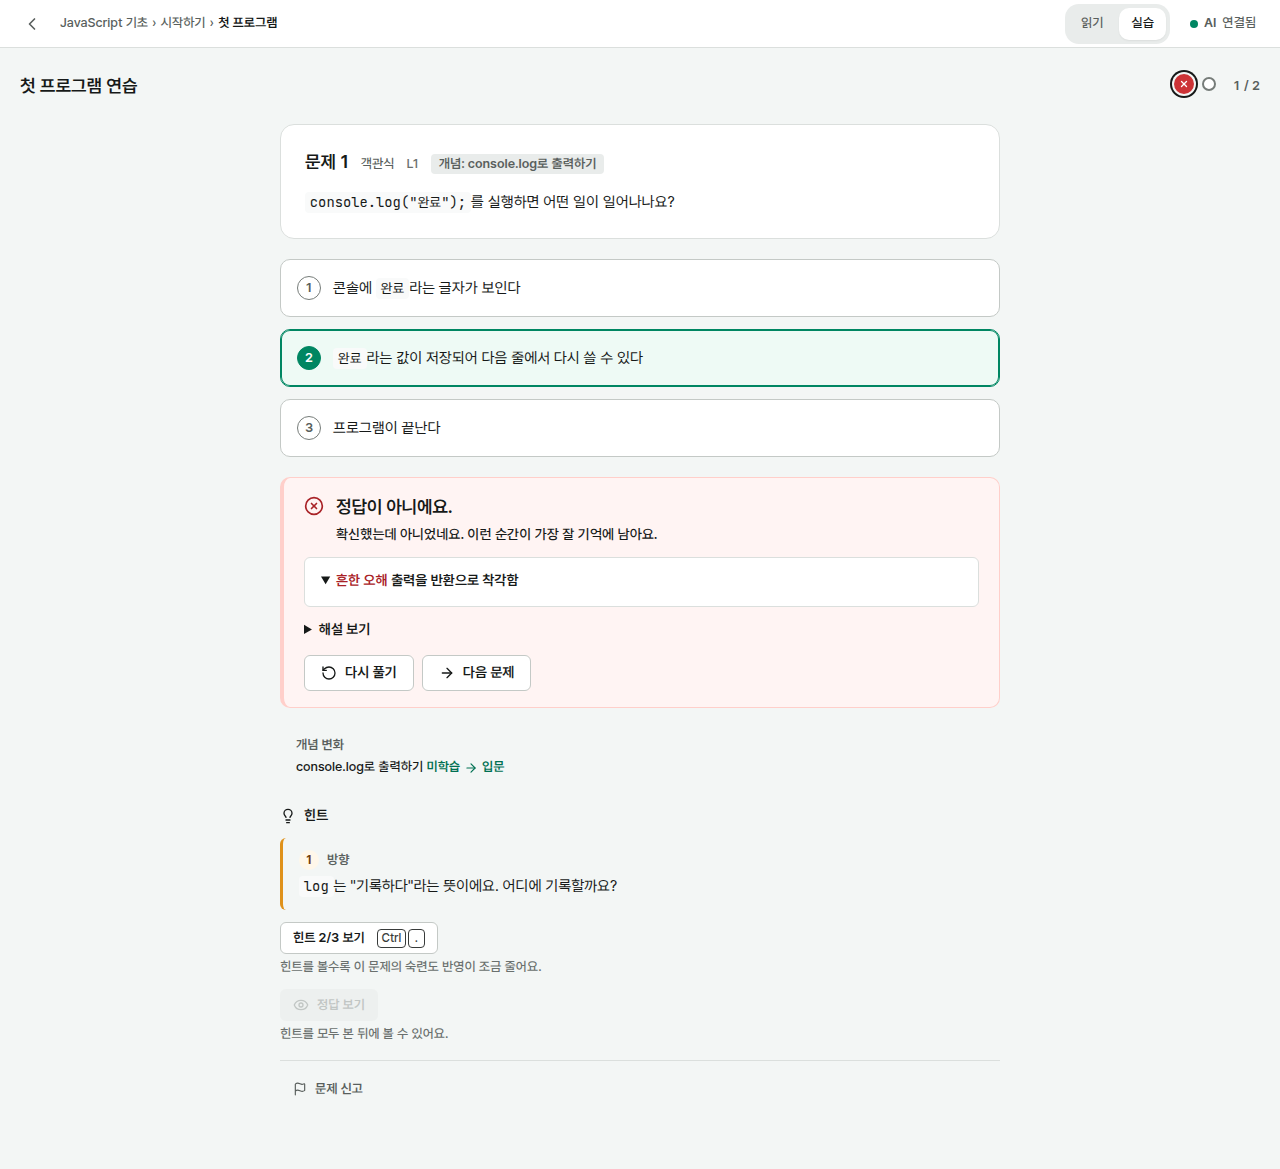 JavaScript 기초 › 시작하기 › 첫 프로그램
읽기 실습 AI 연결됨
첫 프로그램 연습
1 / 2
문제 1 객관식 L1 개념: console.log로 출력하기
console.log("완료"); 를 실행하면 어떤 일이 일어나나요?
1 콘솔에 완료 라는 글자가 보인다
2 완료 라는 값이 저장되어 다음 줄에서 다시 쓸 수 있다
3 프로그램이 끝난다
정답이 아니에요.
확신했는데 아니었네요. 이런 순간이 가장 잘 기억에 남아요.
▼ 흔한 오해 출력을 반환으로 착각함
▶ 해설 보기
다시 풀기 다음 문제
개념 변화
console.log로 출력하기 미학습 → 입문
힌트
1 방향
log 는 "기록하다"라는 뜻이에요. 어디에 기록할까요?
힌트 2/3 보기 Ctrl .
힌트를 볼수록 이 문제의 숙련도 반영이 조금 줄어요.
정답 보기
힌트를 모두 본 뒤에 볼 수 있어요.
문제 신고